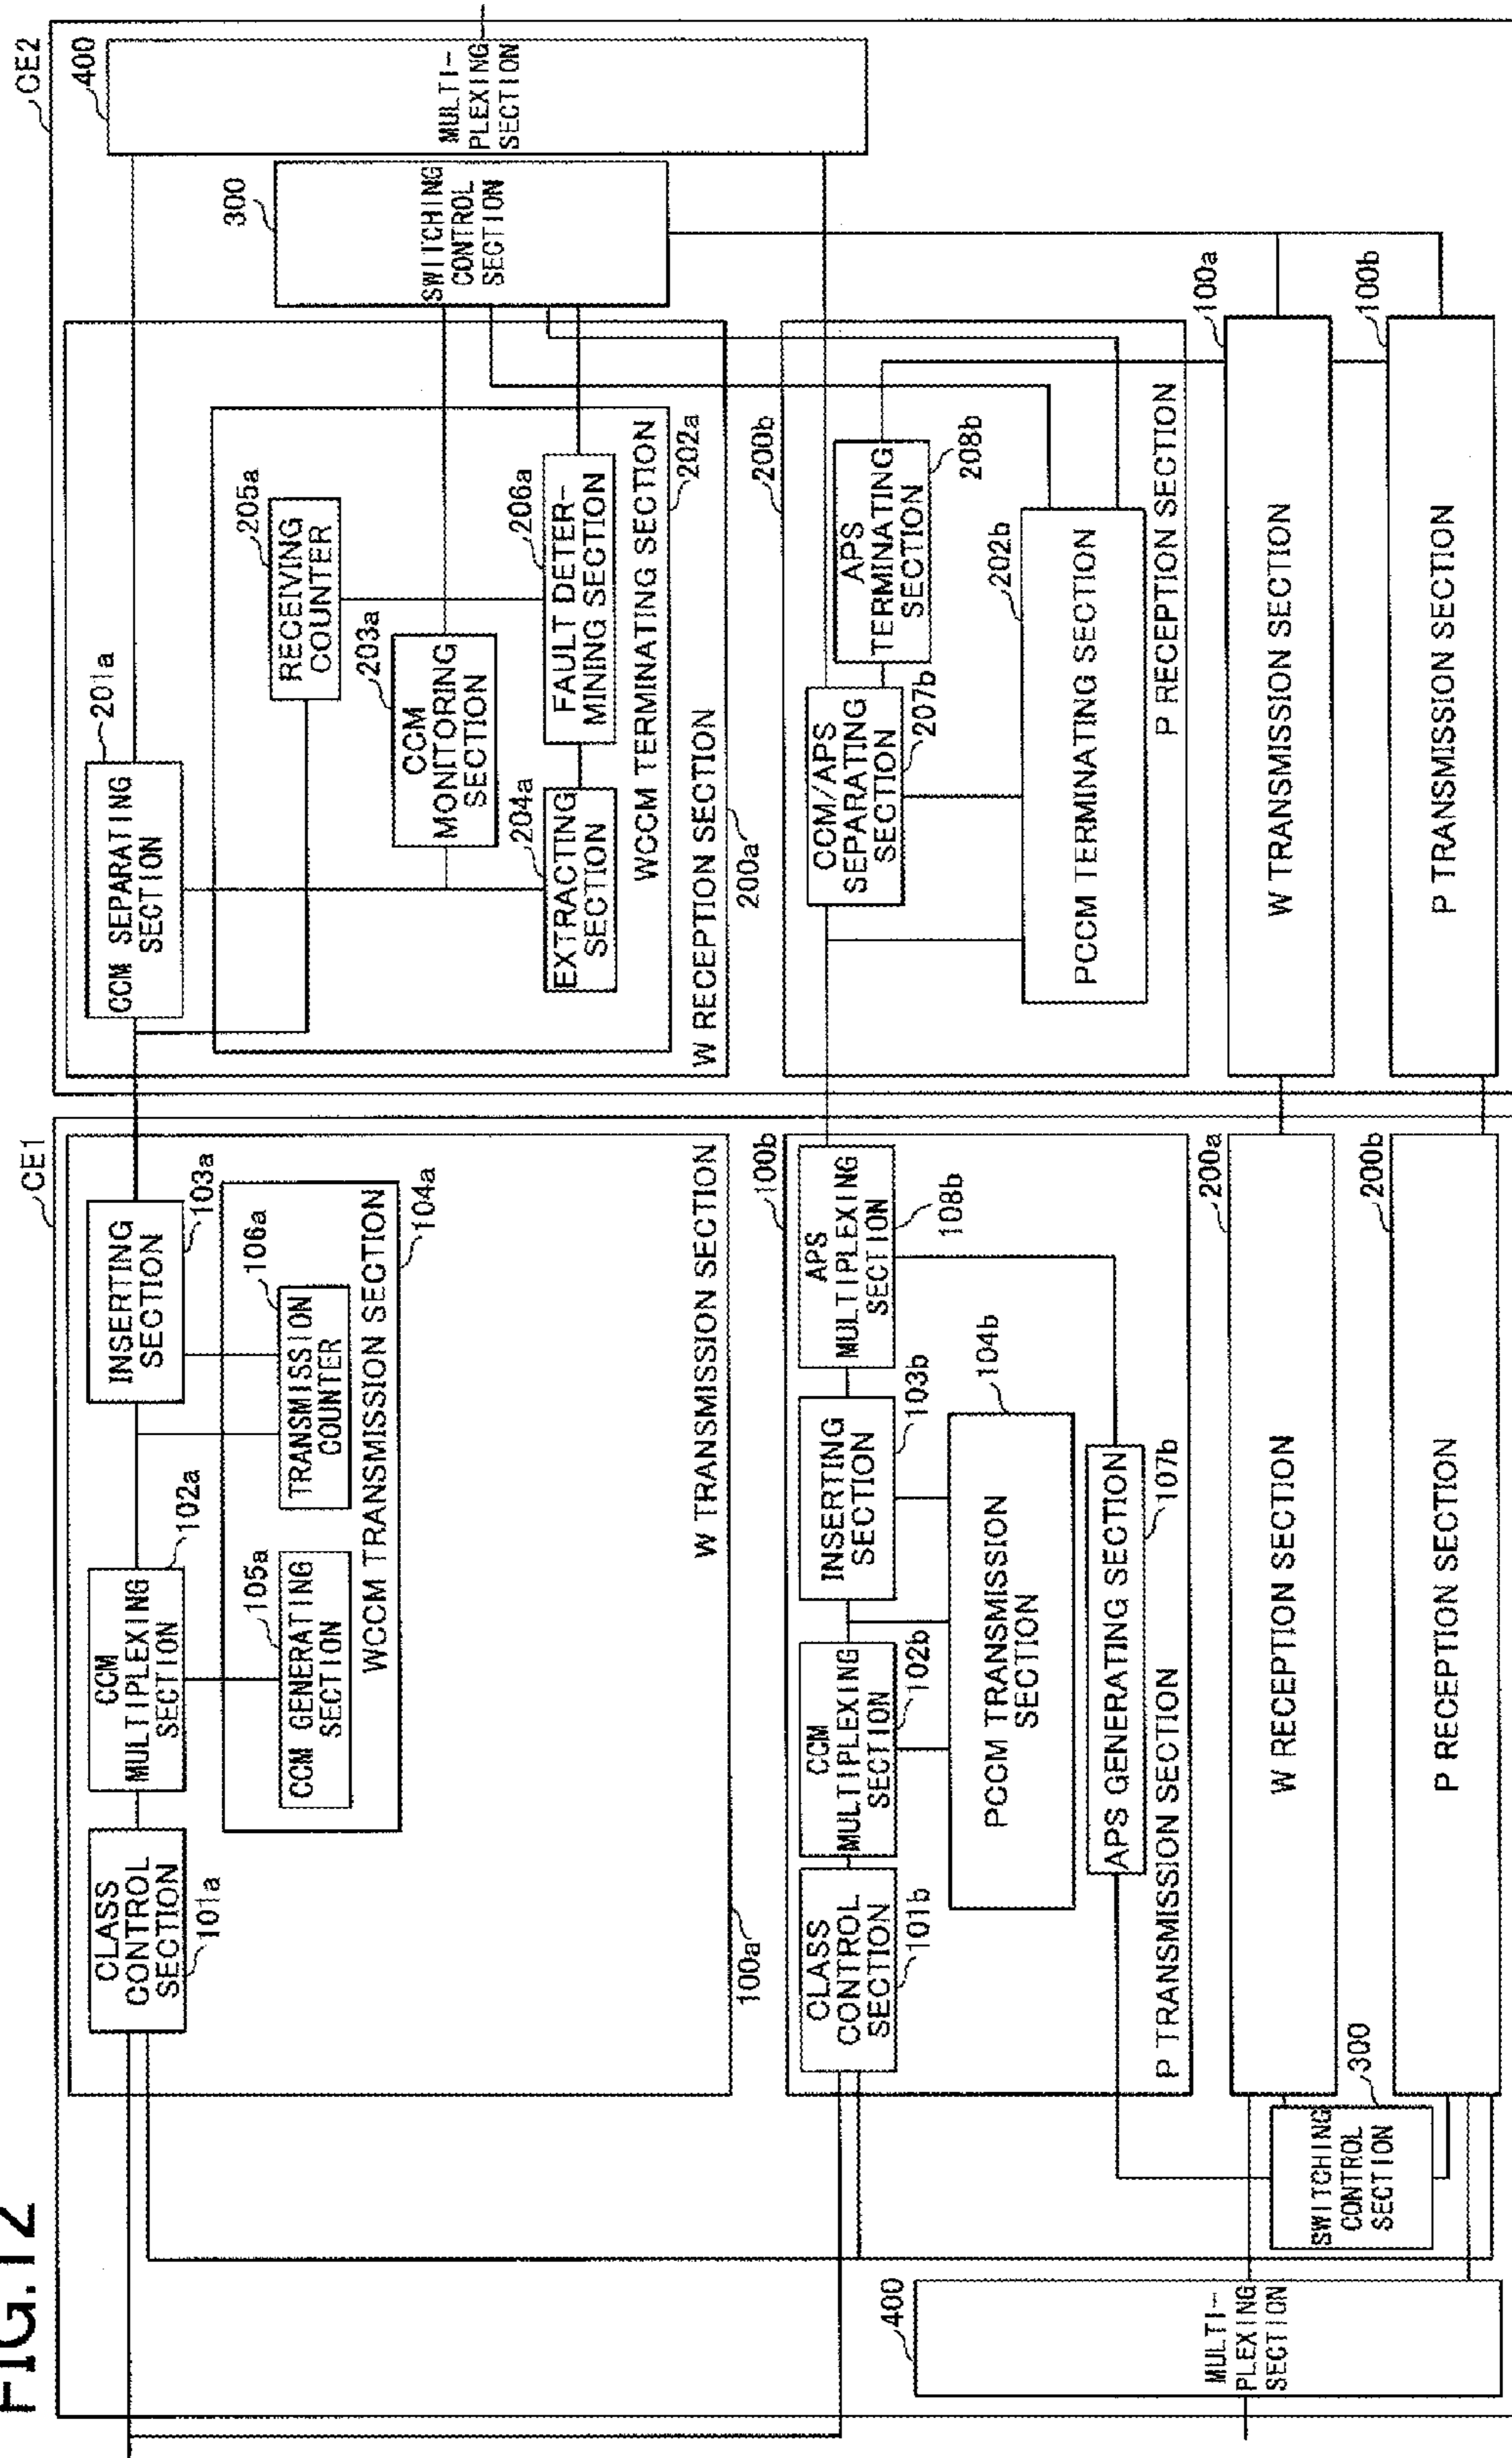 FIG.12
CE1
CLASS
CONTROL
SECTION
101a
CCM
MULTIPLEXING
SECTION
102a
INSERTING
SECTION
103a
CCM GENERATING
SECTION
105a
TRANSMISSION
COUNTER
106a
WCCM TRANSMISSION SECTION
104a
W TRANSMISSION SECTION
100a
CLASS
CONTROL
SECTION
101b
CCM
MULTIPLEXING
SECTION
102b
INSERTING
SECTION
103b
APS
MULTIPLEXING
SECTION
108b
100b
PCCM TRANSMISSION
SECTION
104b
APS GENERATING SECTION
107b
P TRANSMISSION SECTION
W RECEPTION SECTION
200a
P RECEPTION SECTION
200b
SWITCHING
CONTROL
SECTION
300
400
MULTI-
PLEXING
SECTION
CE2
CCM SEPARATING
SECTION
201a
RECEIVING
COUNTER
205a
CCM
MONITORING
SECTION
203a
EXTRACTING
SECTION
204a
FAULT DETER-
MINING SECTION
206a
WCCM TERMINATING SECTION
202a
W RECEPTION SECTION
200a
300
SWITCHING
CONTROL
SECTION
400
MULTI-
PLEXING
SECTION
200b
CCM/APS
SEPARATING
SECTION
207b
APS
TERMINATING
SECTION
208b
PCCM TERMINATING SECTION
202b
P RECEPTION SECTION
W TRANSMISSION SECTION
100a
P TRANSMISSION SECTION
100b